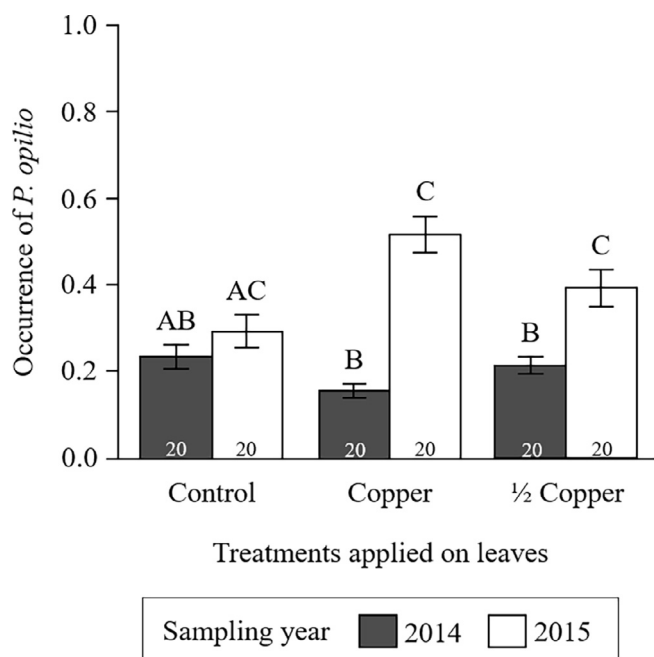 Occurrence of P. opilio
1.0
0.8
0.6
0.4
0.2
0.0
AB
AC
B
C
B
C
20
20
20
20
20
20
Control
Copper
½ Copper
Treatments applied on leaves
Sampling year 2014 2015